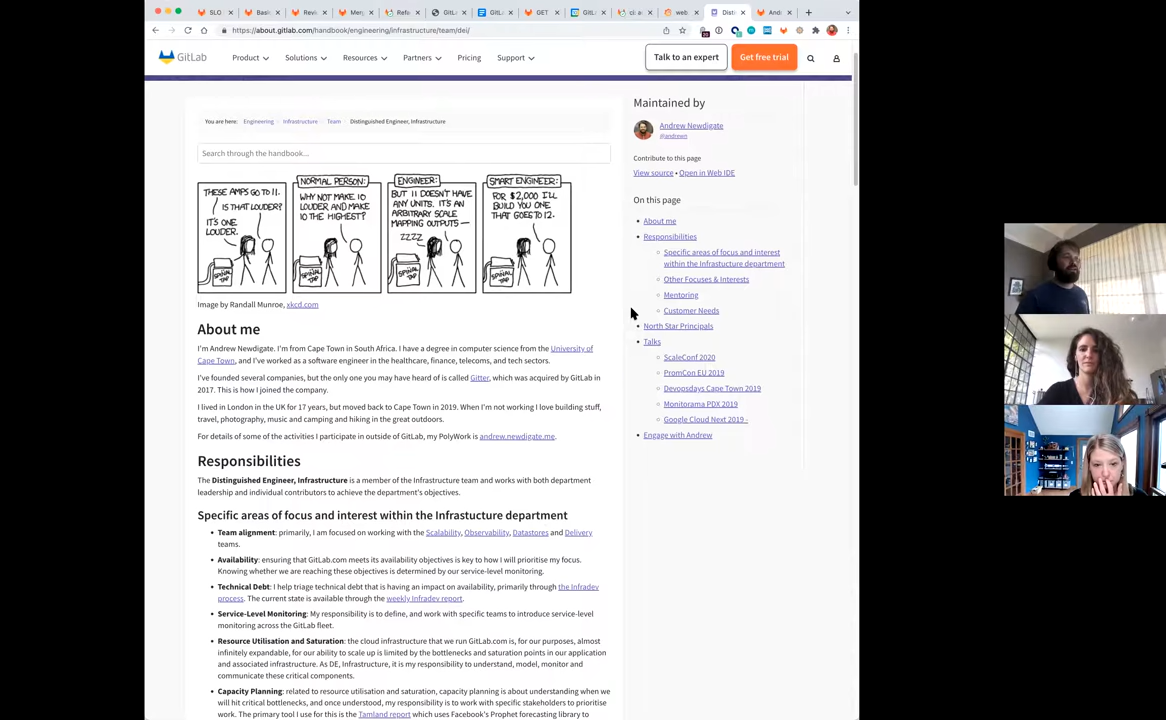 SLO
Basi
Revie
Mer
Refa
GitLa
GitL
GET
GitL
ci: a
web
Dist
And
https://about.gitlab.com/handbook/engineering/infrastructure/team/dei/
GitLab
Product
Solutions
Resources
Partners
Pricing
Support
Talk to an expert
Get free trial
You are here: Engineering Infrastructure Team Distinguished Engineer, Infrastructure
Search through the handbook...
THESE AMPS GO TO 11.
IS THAT LOUDER?
IT'S ONE
LOUDER.
SPINAL
TAP
NORMAL PERSON:
WHY NOT MAKE 10
LOUDER AND MAKE
10 THE HIGHEST?
SPINAL
TAP
ENGINEER:
BUT 11 DOESN'T HAVE
ANY UNITS. IT'S AN
ARBITRARY SCALE
MAPPING OUTPUTS—
ZZZZ
SPINAL
TAP
SMART ENGINEER:
FOR $2,000 I'LL
BUILD YOU ONE
THAT GOES TO 12.
SPINAL
TAP
Image by Randall Munroe, xkcd.com
About me
I'm Andrew Newdigate. I'm from Cape Town in South Africa. I have a degree in computer science from the University of
Cape Town, and I've worked as a software engineer in the healthcare, finance, telecoms, and tech sectors.
I've founded several companies, but the only one you may have heard of is called Gitter, which was acquired by GitLab in
2017. This is how I joined the company.
I lived in London in the UK for 17 years, but moved back to Cape Town in 2019. When I'm not working I love building stuff,
travel, photography, music and camping and hiking in the great outdoors.
For details of some of the activities I participate in outside of GitLab, my PolyWork is andrew.newdigate.me.
Responsibilities
The Distinguished Engineer, Infrastructure is a member of the Infrastructure team and works with both department
leadership and individual contributors to achieve the department's objectives.
Specific areas of focus and interest within the Infrastucture department
• Team alignment: primarily, I am focused on working with the Scalability, Observability, Datastores and Delivery
teams.
• Availability: ensuring that GitLab.com meets its availability objectives is key to how I will prioritise my focus.
Knowing whether we are reaching these objectives is determined by our service-level monitoring.
• Technical Debt: I help triage technical debt that is having an impact on availability, primarily through the Infradev
process. The current state is available through the weekly Infradev report.
• Service-Level Monitoring: My responsibility is to define, and work with specific teams to introduce service-level
monitoring across the GitLab fleet.
• Resource Utilisation and Saturation: the cloud infrastructure that we run GitLab.com is, for our purposes, almost
infinitely expandable, for our ability to scale up is limited by the bottlenecks and saturation points in our application
and associated infrastructure. As DE, Infrastructure, it is my responsibility to understand, model, monitor and
communicate these critical components.
• Capacity Planning: related to resource utilisation and saturation, capacity planning is about understanding when we
will hit critical bottlenecks, and once understood, my responsibility is to work with specific stakeholders to prioritise
work. The primary tool I use for this is the Tamland report which uses Facebook's Prophet forecasting library to
Maintained by
Andrew Newdigate
@andrewn
Contribute to this page
View source • Open in Web IDE
On this page
• About me
• Responsibilities
Specific areas of focus and interest
within the Infrastucture department
Other Focuses & Interests
Mentoring
Customer Needs
• North Star Principals
• Talks
ScaleConf 2020
PromCon EU 2019
Devopsdays Cape Town 2019
Monitorama PDX 2019
Google Cloud Next 2019 -
• Engage with Andrew